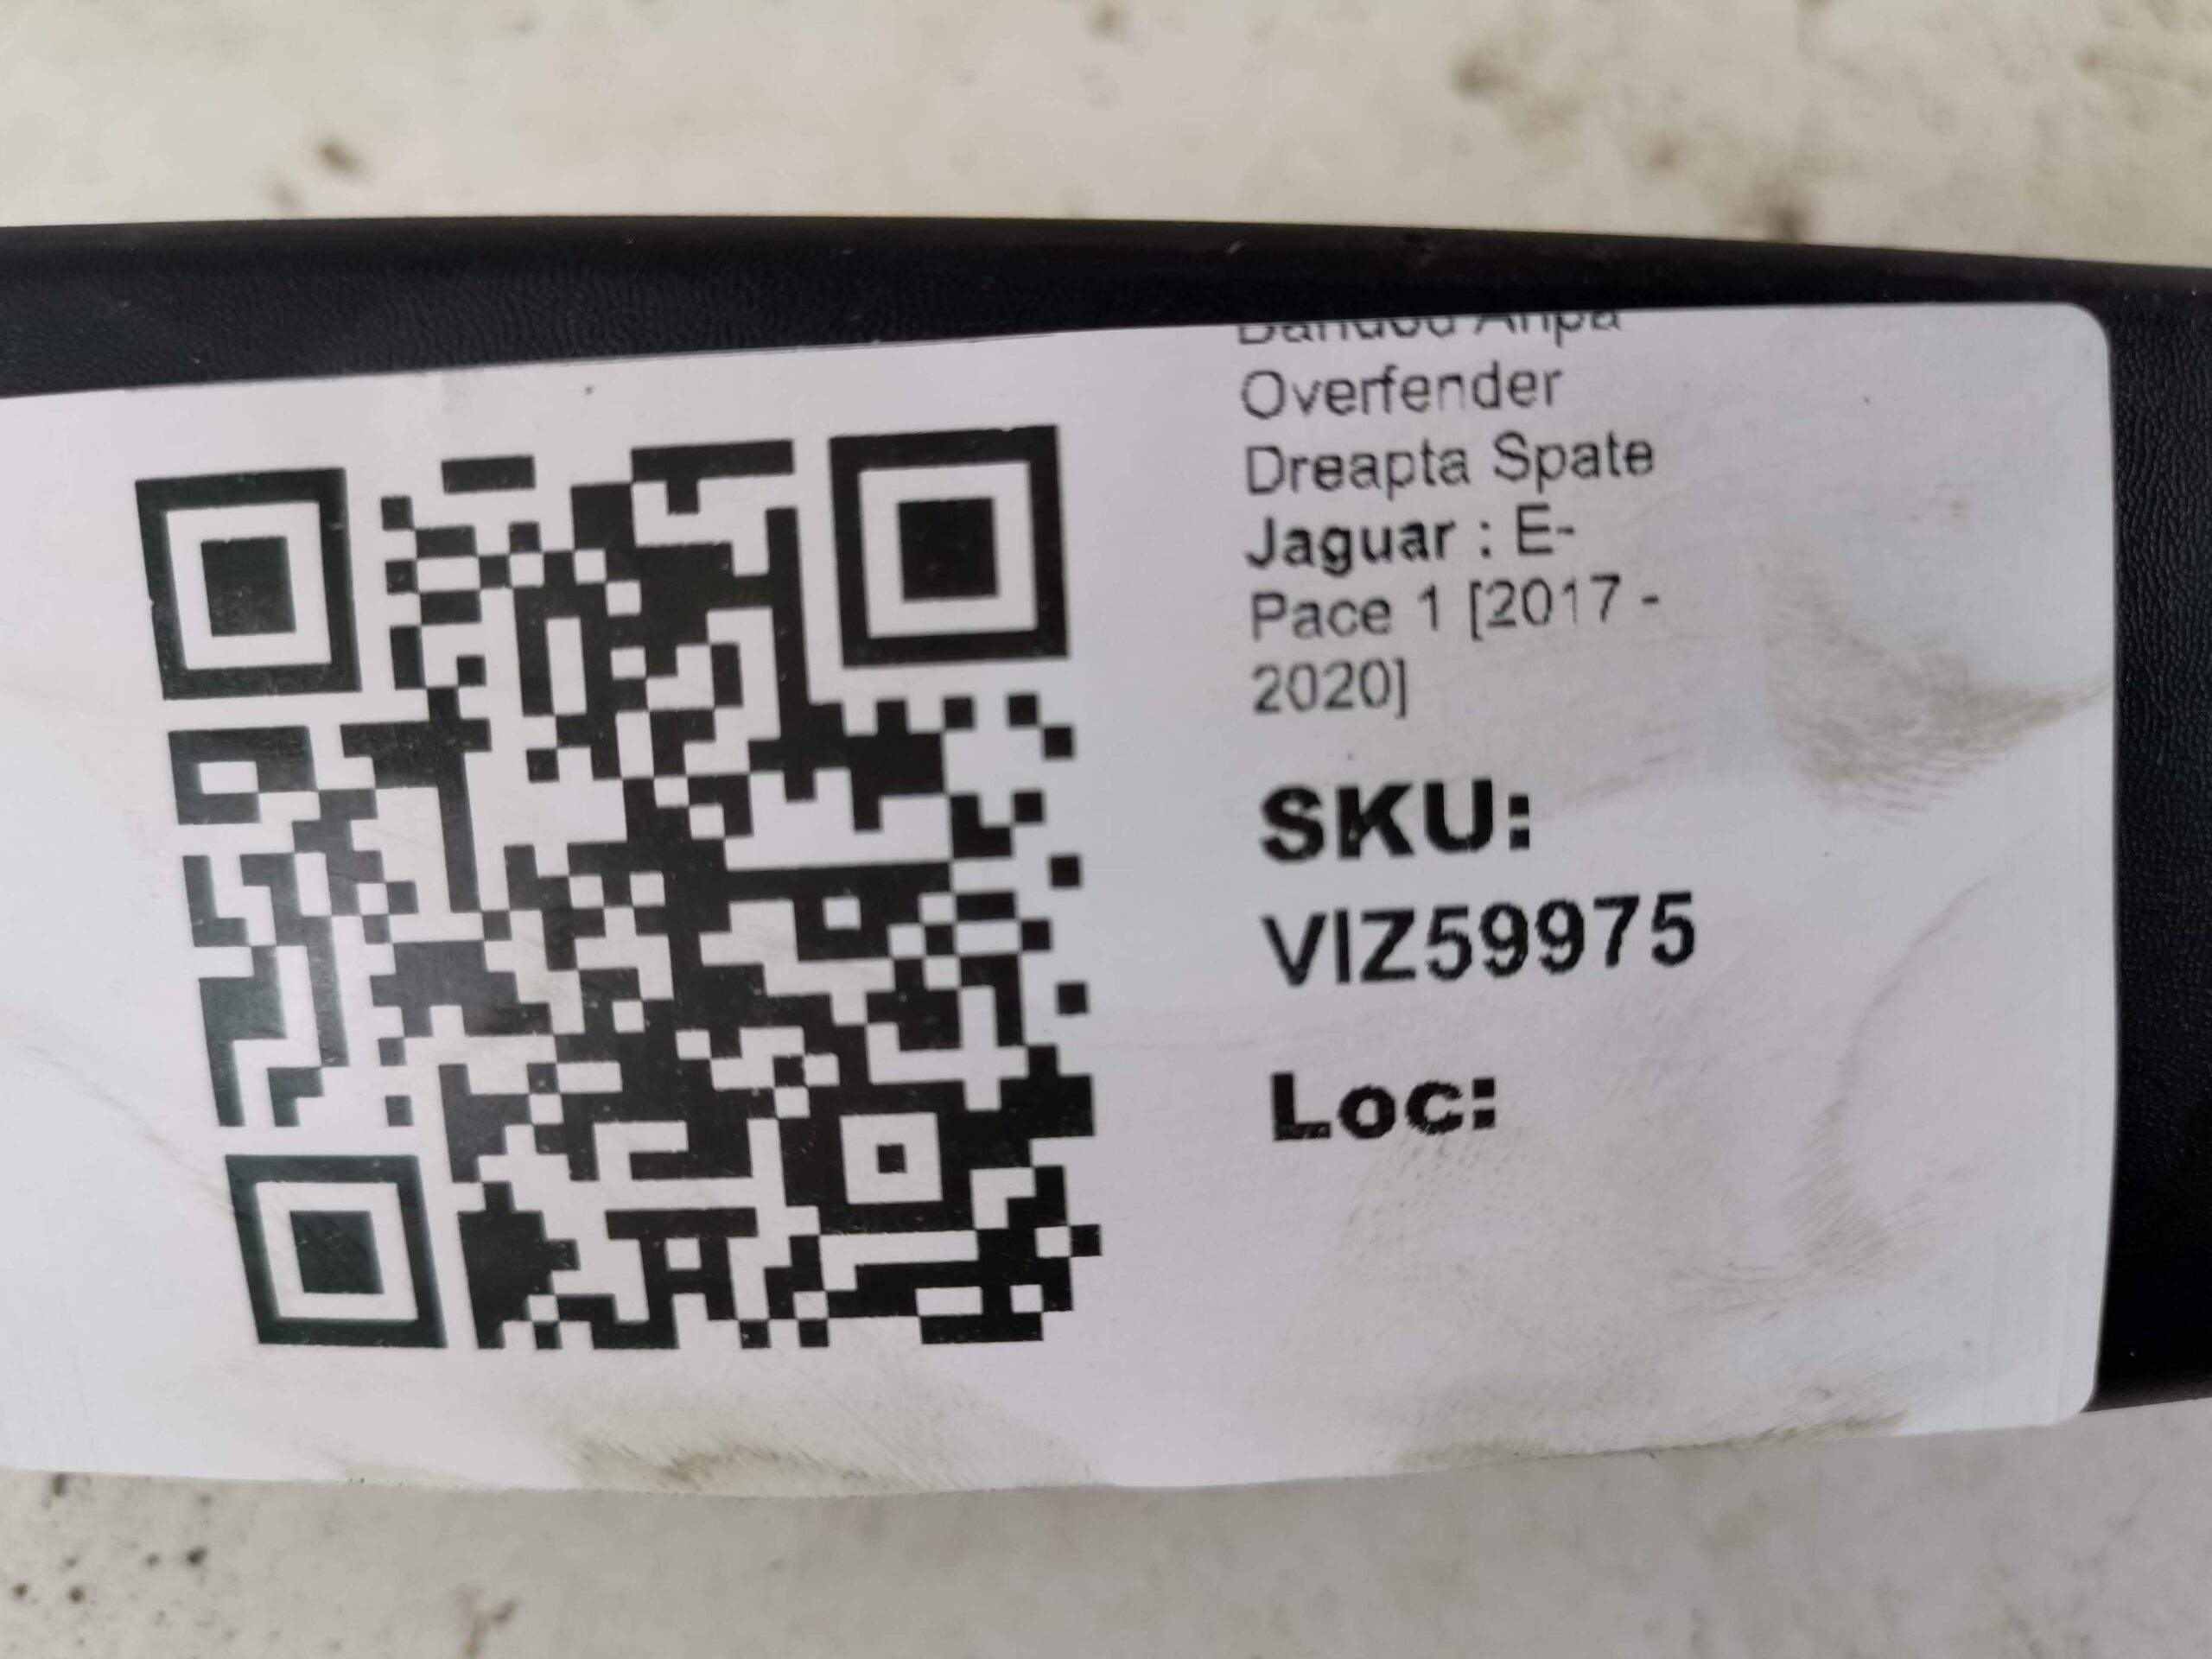 Overfender
Dreapta Spate
Jaguar : E-
Pace 1 [2017 -
2020]
SKU:
VIZ59975
Loc: